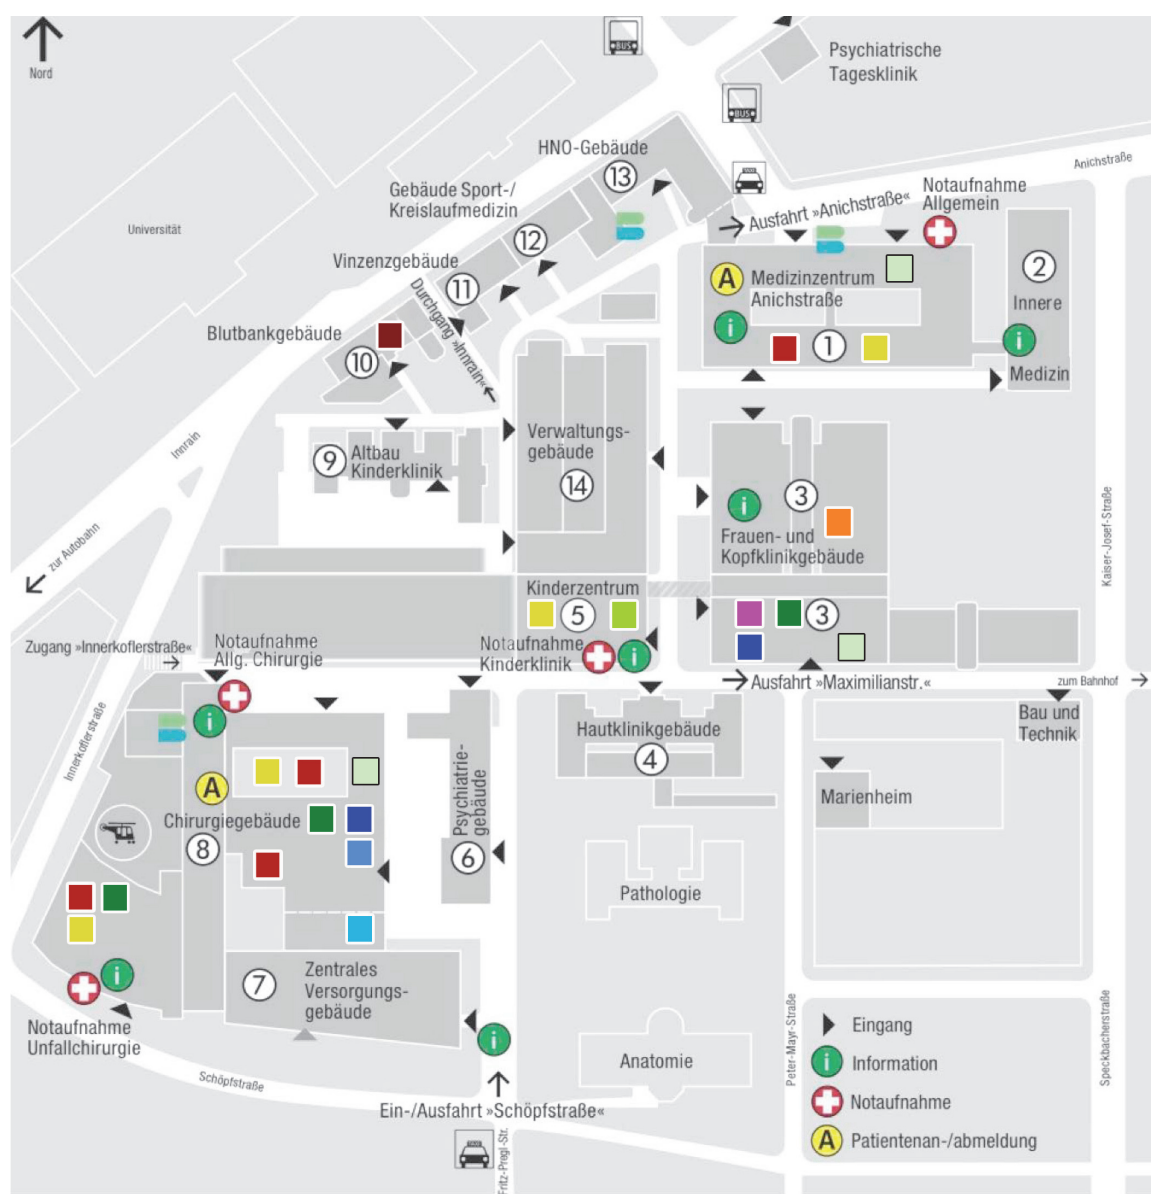 Nord
BUS
BUS
Psychiatrische
Tagesklinik
HNO-Gebäude
13
TAXI
Anichstraße
Gebäude Sport-/
Kreislaufmedizin
12
Ausfahrt »Anichstraße«
Notaufnahme
Allgemein
Universität
Vinzenzgebäude
11
Durchgang »Innrain«
A
Medizinzentrum
Anichstraße
i
1
2
Innere
i
Medizin
Blutbankgebäude
10
Innrain
9
Altbau
Kinderklinik
Verwaltungs-
gebäude
14
3
i
Frauen- und
Kopfklinikgebäude
Kaiser-Josef-Straße
zur Autobahn
Kinderzentrum
5
3
Notaufnahme
Kinderklinik
i
Zugang »Innerkoflerstraße«
Notaufnahme
Allg. Chirurgie
i
Ausfahrt »Maximilianstr.«
zum Bahnhof
Innerkoflerstraße
A
Chirurgiegebäude
8
Psychiatrie-
gebäude
6
Hautklinikgebäude
4
Bau und
Technik
Marienheim
Pathologie
i
Notaufnahme
Unfallchirurgie
7
Zentrales
Versorgungs-
gebäude
i
Schöpfstraße
Anatomie
Ein-/Ausfahrt »Schöpfstraße«
TAXI
Fritz-Pregl-Str.
Peter-Mayr-Straße
Speckbacherstraße
Eingang
i Information
Notaufnahme
A Patientenan-/abmeldung